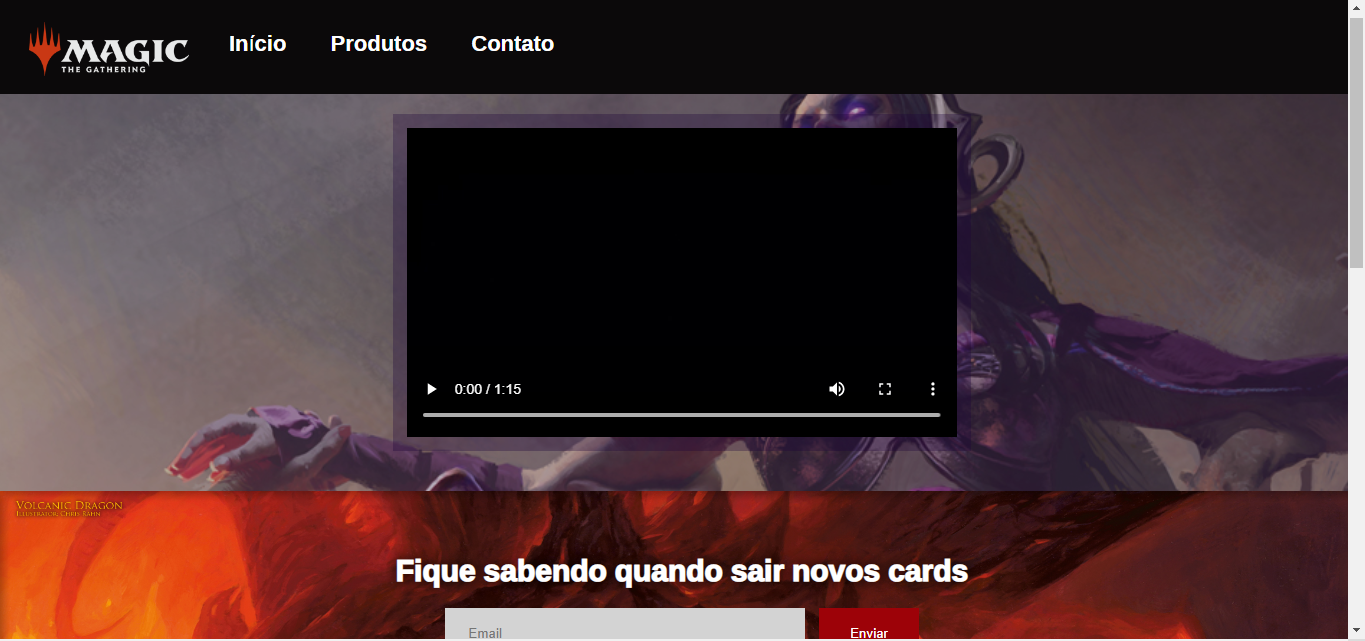 MAGIC
THE GATHERING
Início Produtos Contato
0:00 / 1:15
VOLCANIC DRAGON
ILLUSTRATOR: CHRIS RAHN
Fique sabendo quando sair novos cards
Email Enviar